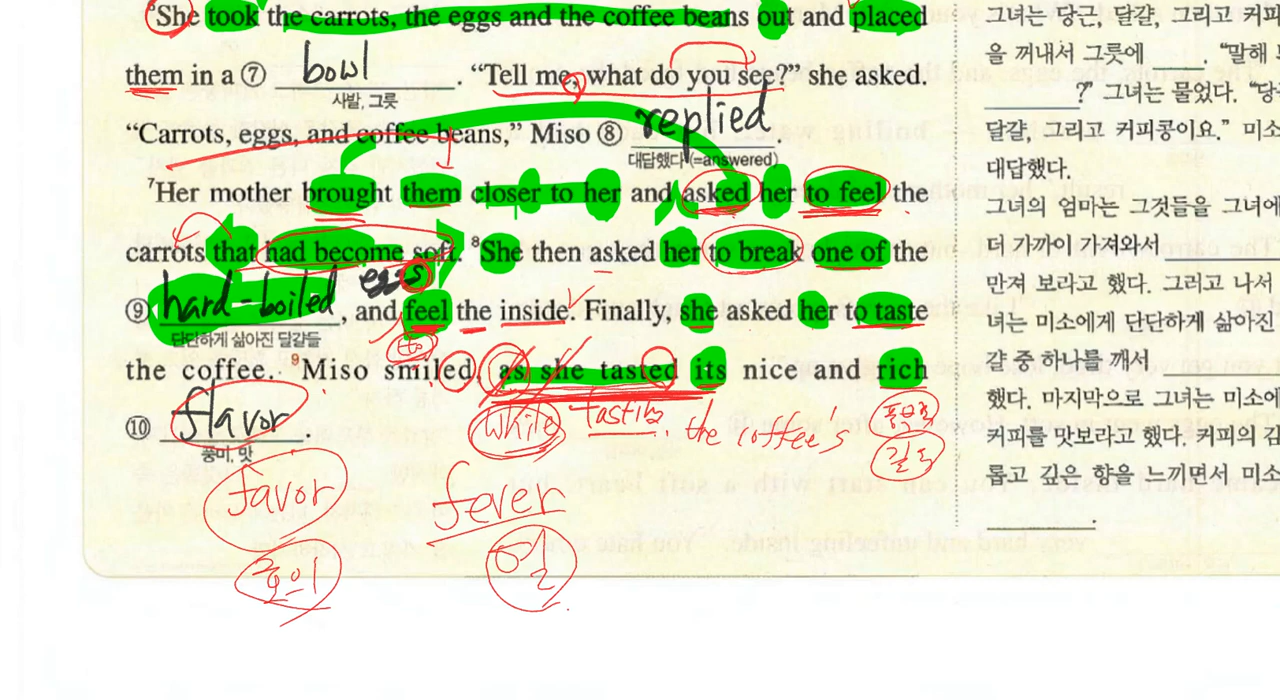 ⁶She took the carrots, the eggs and the coffee beans out and placed
them in a ⑦ bowl. “Tell me, what do you see?” she asked.
사발, 그릇
“Carrots, eggs, and coffee beans,” Miso ⑧ replied.
대답했다(=answered)
⁷Her mother brought them closer to her and asked her to feel the
carrots that had become soft. ⁸She then asked her to break one of the
eggs
⑨ hard-boiled, and feel the inside. Finally, she asked her to taste
단단하게 삶아진 달걀들
to
the coffee. ⁹Miso smiled, as she tasted its nice and rich
while tasting, the coffee's
풍부한
깊은
⑩ flavor.
풍미, 맛
favor fever
호의 열
그녀는 당근, 달걀, 그리고 커피
을 꺼내서 그릇에 “말해 보
?” 그녀는 물었다. “당근
달걀, 그리고 커피콩이요.” 미소
대답했다.
그녀의 엄마는 그것들을 그녀에
더 가까이 가져와서
만져 보라고 했다. 그리고 나서
녀는 미소에게 단단하게 삶아진
걀 중 하나를 깨서
했다. 마지막으로 그녀는 미소에
커피를 맛보라고 했다. 커피의 감
롭고 깊은 향을 느끼면서 미소
.